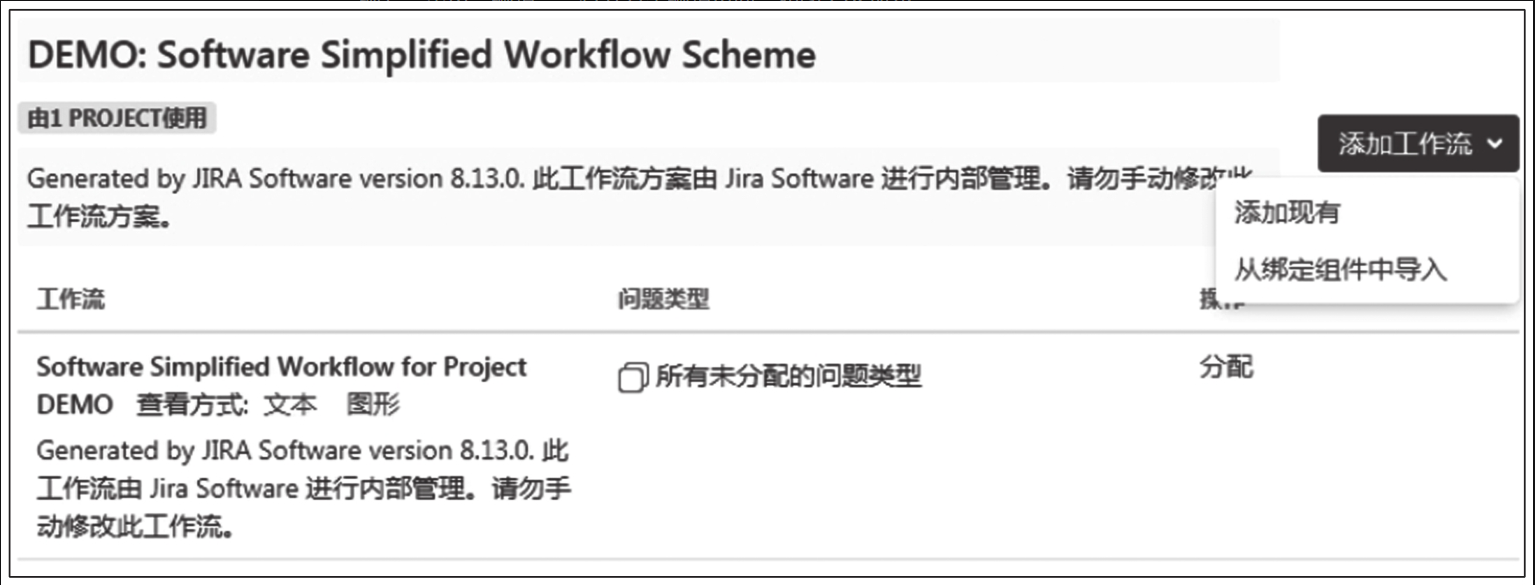 DEMO: Software Simplified Workflow Scheme
由1 PROJECT使用
添加工作流
Generated by JIRA Software version 8.13.0. 此工作流方案由 Jira Software 进行内部管理。请勿手动修改此
工作流方案。
添加现有
从绑定组件中导入
工作流 问题类型 操作
Software Simplified Workflow for Project
DEMO 查看方式: 文本 图形
所有未分配的问题类型
分配
Generated by JIRA Software version 8.13.0. 此
工作流由 Jira Software 进行内部管理。请勿手
动修改此工作流。